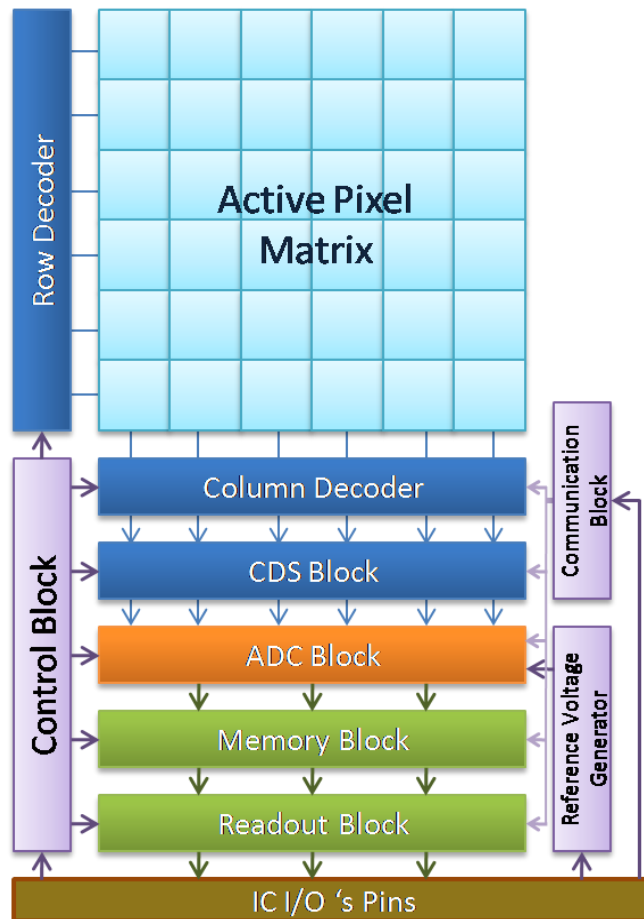 Row Decoder
Active Pixel
Matrix
Column Decoder
Communication
Block
CDS Block
Control Block
ADC Block
Reference Voltage
Generator
Memory Block
Readout Block
IC I/O ‘s Pins